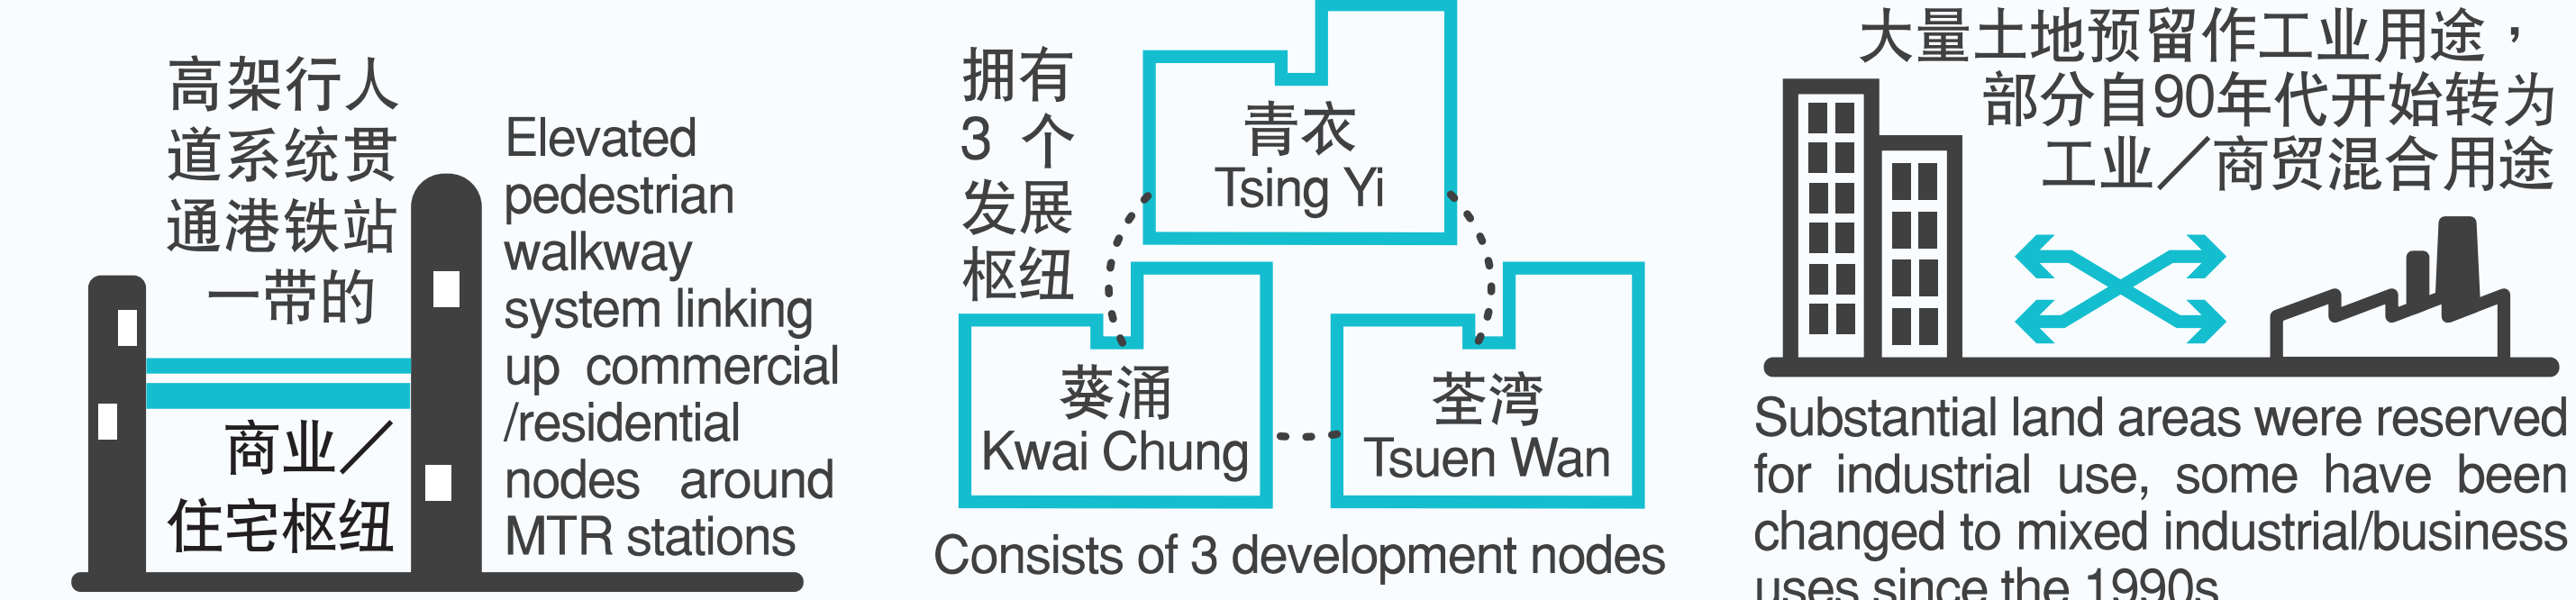 高架行人
道系统贯
通港铁站
一带的
商业／
住宅枢纽
Elevated
pedestrian
walkway
system linking
up commercial
/residential
nodes around
MTR stations
拥有
3 个
发展
枢纽
青衣
Tsing Yi
葵涌
Kwai Chung
荃湾
Tsuen Wan
Consists of 3 development nodes
大量土地预留作工业用途，
部分自90年代开始转为
工业／商贸混合用途
Substantial land areas were reserved
for industrial use, some have been
changed to mixed industrial/business
uses since the 1990s